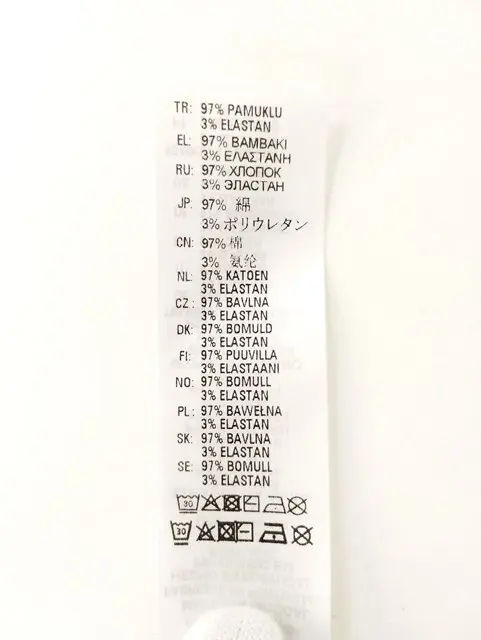 TR: 97% PAMUKLU
3% ELASTAN
EL: 97% ΒΑΜΒΑΚΙ
3% ΕΛΑΣΤΑΝΗ
RU: 97% ХЛОПОК
3% ЭЛАСТАН
JP: 97% 綿
3% ポリウレタン
CN: 97% 棉
3% 氨纶
NL: 97% KATOEN
3% ELASTAN
CZ: 97% BAVLNA
3% ELASTAN
DK: 97% BOMULD
3% ELASTAN
FI: 97% PUUVILLA
3% ELASTAANI
NO: 97% BOMULL
3% ELASTAN
PL: 97% BAWEŁNA
3% ELASTAN
SK: 97% BAVLNA
3% ELASTAN
SE: 97% BOMULL
3% ELASTAN
30
30